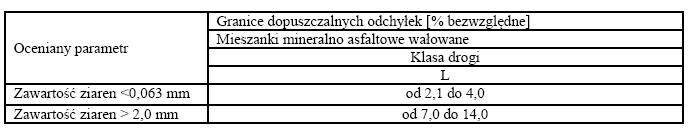 Oceniany parametr
Granice dopuszczalnych odchyłek [% bezwzględne]
Mieszanki mineralno asfaltowe wałowane
Klasa drogi
L
Zawartość ziaren <0,063 mm
od 2,1 do 4,0
Zawartość ziaren > 2,0 mm
od 7,0 do 14,0